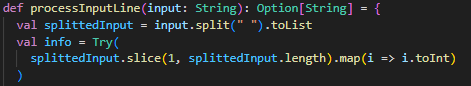 def processInputLine(input: String): Option[String] = {
  val splittedInput = input.split(" ").toList
  val info = Try(
    splittedInput.slice(1, splittedInput.length).map(i => i.toInt)
  )